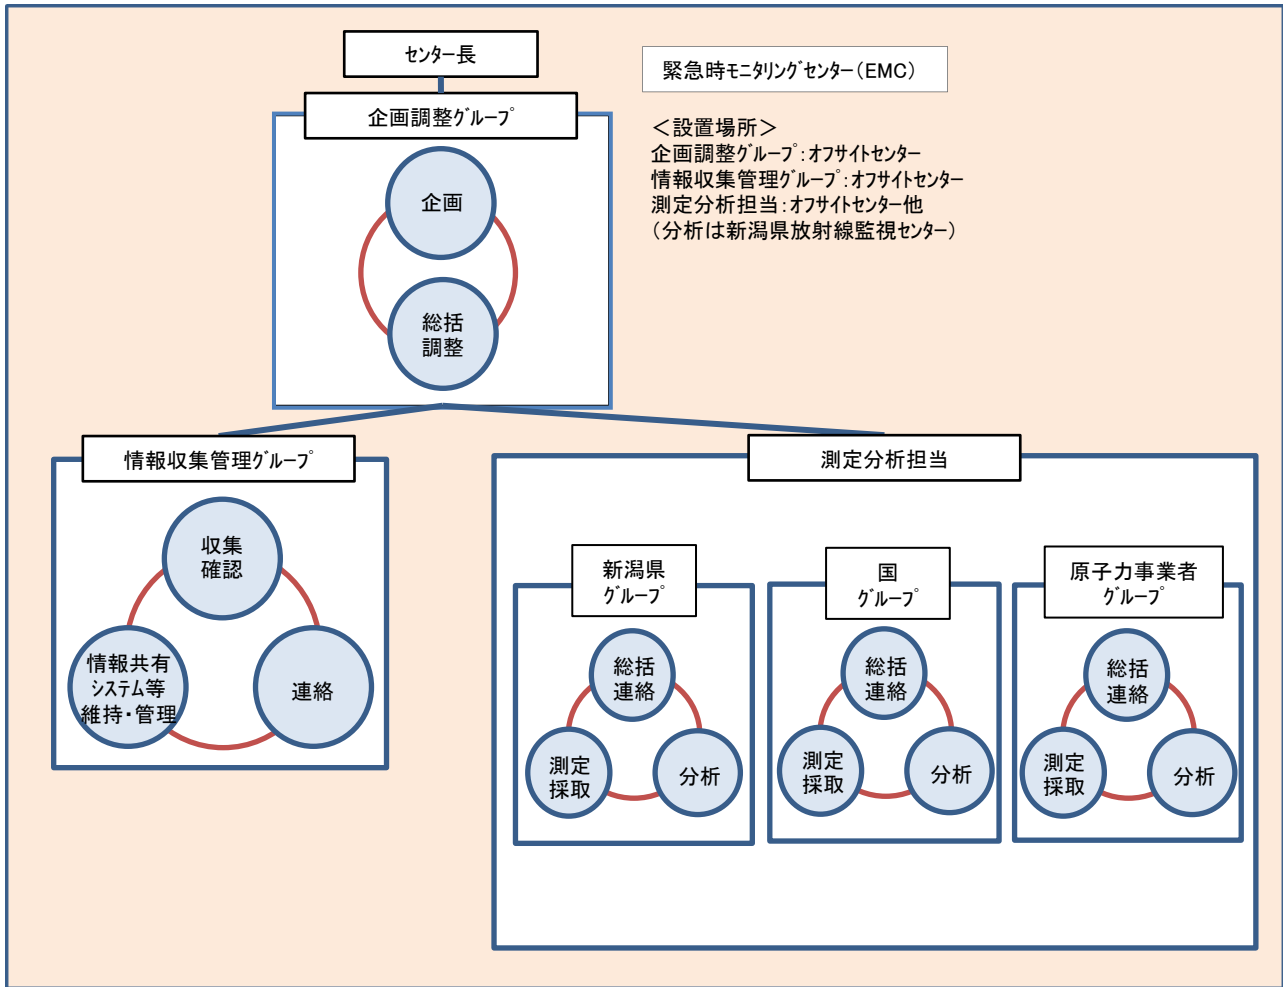 センター長
緊急時ﾓﾆﾀﾘﾝｸﾞｾﾝﾀｰ(EMC)
企画調整ｸﾞﾙｰﾌﾟ
＜設置場所＞
企画調整ｸﾞﾙｰﾌﾟ:ｵﾌｻｲﾄｾﾝﾀｰ
情報収集管理ｸﾞﾙｰﾌﾟ:ｵﾌｻｲﾄｾﾝﾀｰ
測定分析担当:ｵﾌｻｲﾄｾﾝﾀｰ他
(分析は新潟県放射線監視ｾﾝﾀｰ)
企画
総括
調整
情報収集管理ｸﾞﾙｰﾌﾟ
収集
確認
情報共有
ｼｽﾃﾑ等
維持・管理
連絡
測定分析担当
新潟県
ｸﾞﾙｰﾌﾟ
総括
連絡
測定
採取
分析
国
ｸﾞﾙｰﾌﾟ
総括
連絡
測定
採取
分析
原子力事業者
ｸﾞﾙｰﾌﾟ
総括
連絡
測定
採取
分析